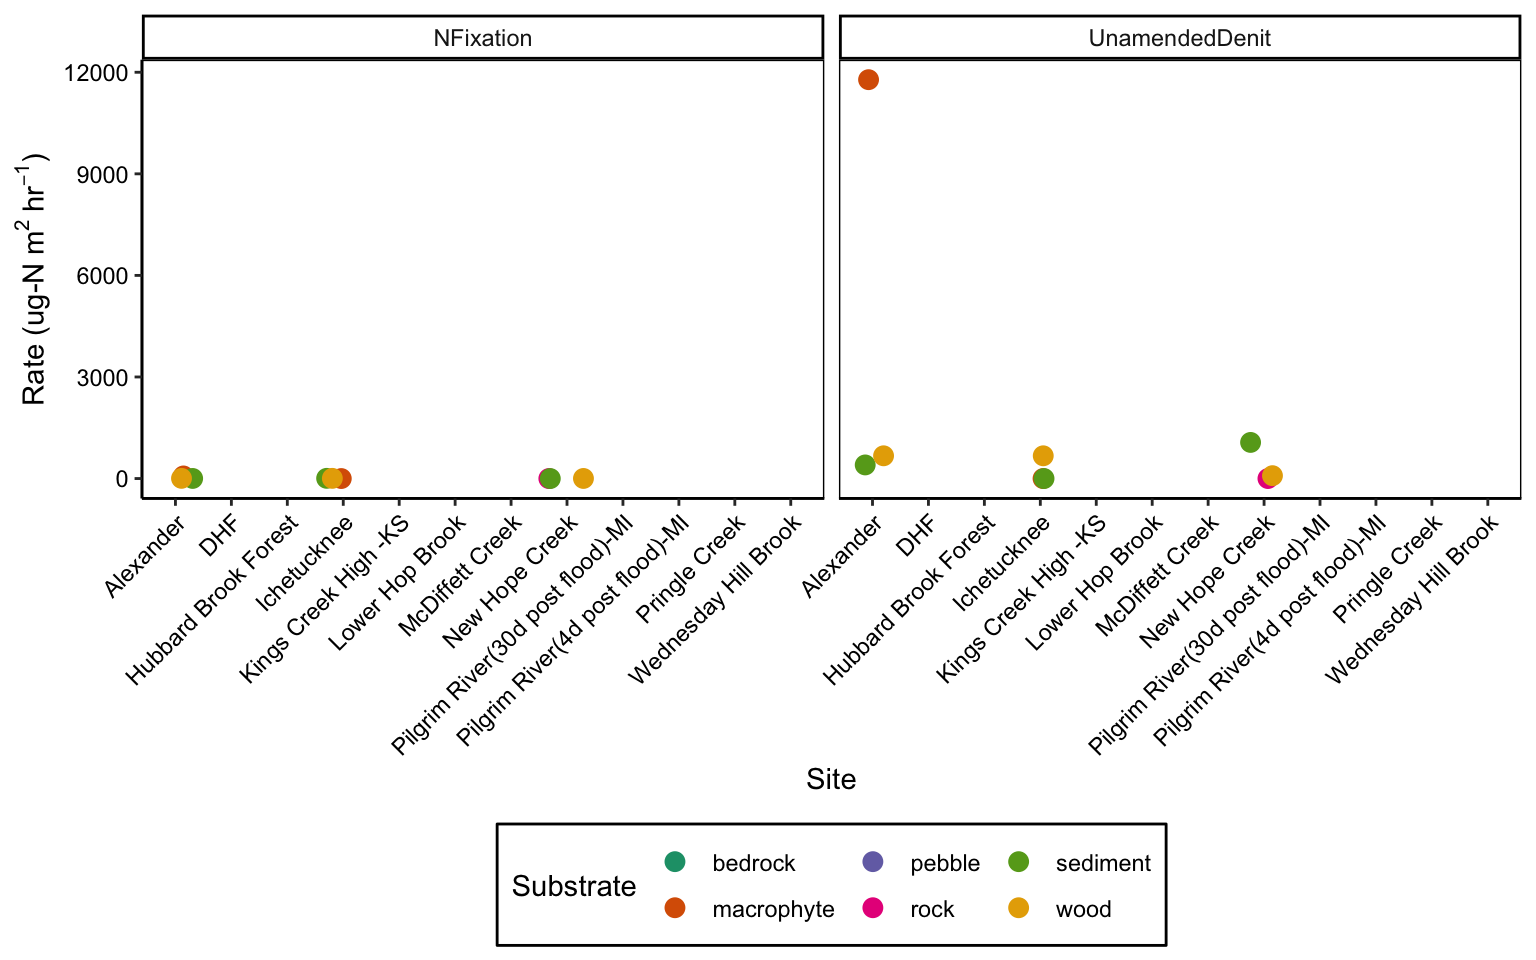 NFixation
UnamendedDenit
Rate (ug-N m² hr⁻¹)
12000
9000
6000
3000
0
Alexander
DHF
Hubbard Brook Forest
Ichetucknee
Kings Creek High -KS
Lower Hop Brook
McDiffett Creek
New Hope Creek
Pilgrim River(30d post flood)-MI
Pilgrim River(4d post flood)-MI
Pringle Creek
Wednesday Hill Brook
Alexander
DHF
Hubbard Brook Forest
Ichetucknee
Kings Creek High -KS
Lower Hop Brook
McDiffett Creek
New Hope Creek
Pilgrim River(30d post flood)-MI
Pilgrim River(4d post flood)-MI
Pringle Creek
Wednesday Hill Brook
Site
Substrate
bedrock
pebble
sediment
macrophyte
rock
wood